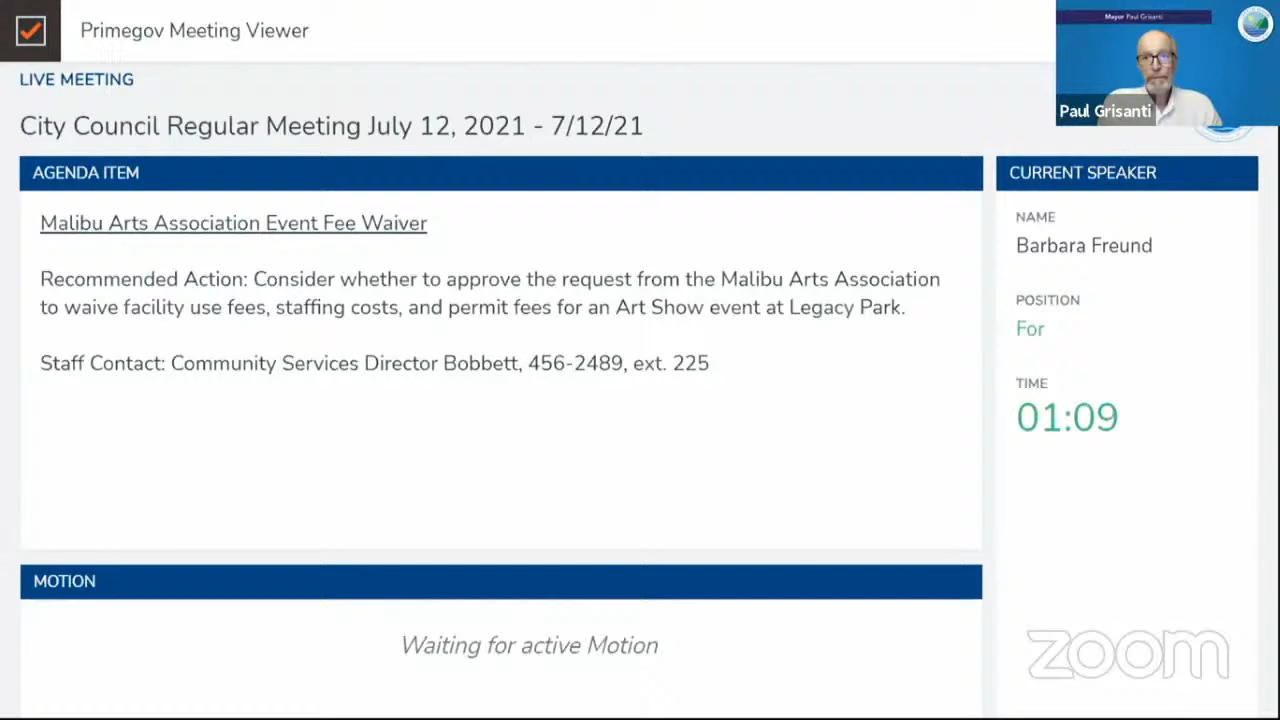 Primegov Meeting Viewer
Mayor Paul Grisanti
Paul Grisanti
LIVE MEETING
City Council Regular Meeting July 12, 2021 - 7/12/21
AGENDA ITEM
Malibu Arts Association Event Fee Waiver
Recommended Action: Consider whether to approve the request from the Malibu Arts Association
to waive facility use fees, staffing costs, and permit fees for an Art Show event at Legacy Park.
Staff Contact: Community Services Director Bobbett, 456-2489, ext. 225
CURRENT SPEAKER
NAME
Barbara Freund
POSITION
For
TIME
01:09
MOTION
Waiting for active Motion
zoom